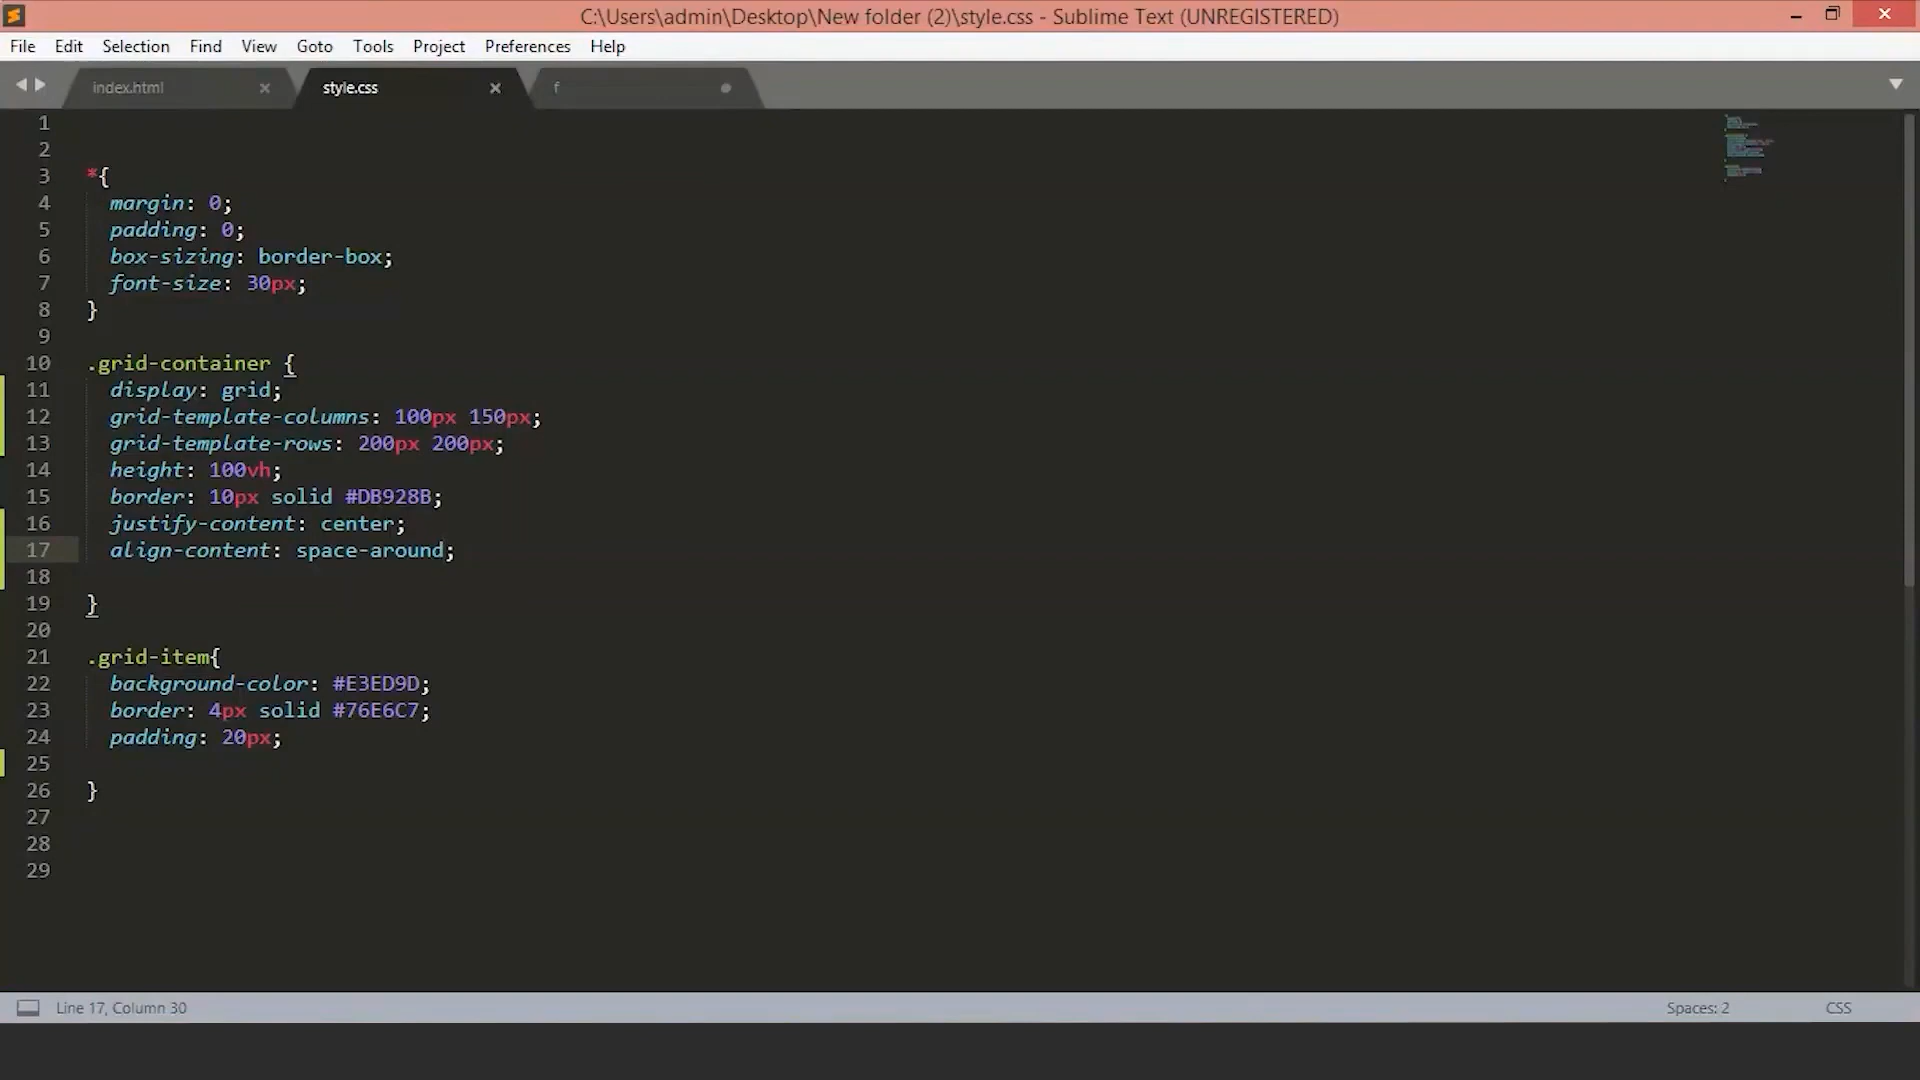 C:\Users\admin\Desktop\New folder (2)\style.css - Sublime Text (UNREGISTERED)
File Edit Selection Find View Goto Tools Project Preferences Help
index.html style.css f
1
2
3 *{
4 margin: 0;
5 padding: 0;
6 box-sizing: border-box;
7 font-size: 30px;
8 }
9
10 .grid-container {
11 display: grid;
12 grid-template-columns: 100px 150px;
13 grid-template-rows: 200px 200px;
14 height: 100vh;
15 border: 10px solid #DB928B;
16 justify-content: center;
17 align-content: space-around;
18
19 }
20
21 .grid-item{
22 background-color: #E3ED9D;
23 border: 4px solid #76E6C7;
24 padding: 20px;
25
26 }
27
28
29
Line 17, Column 30 Spaces: 2 CSS